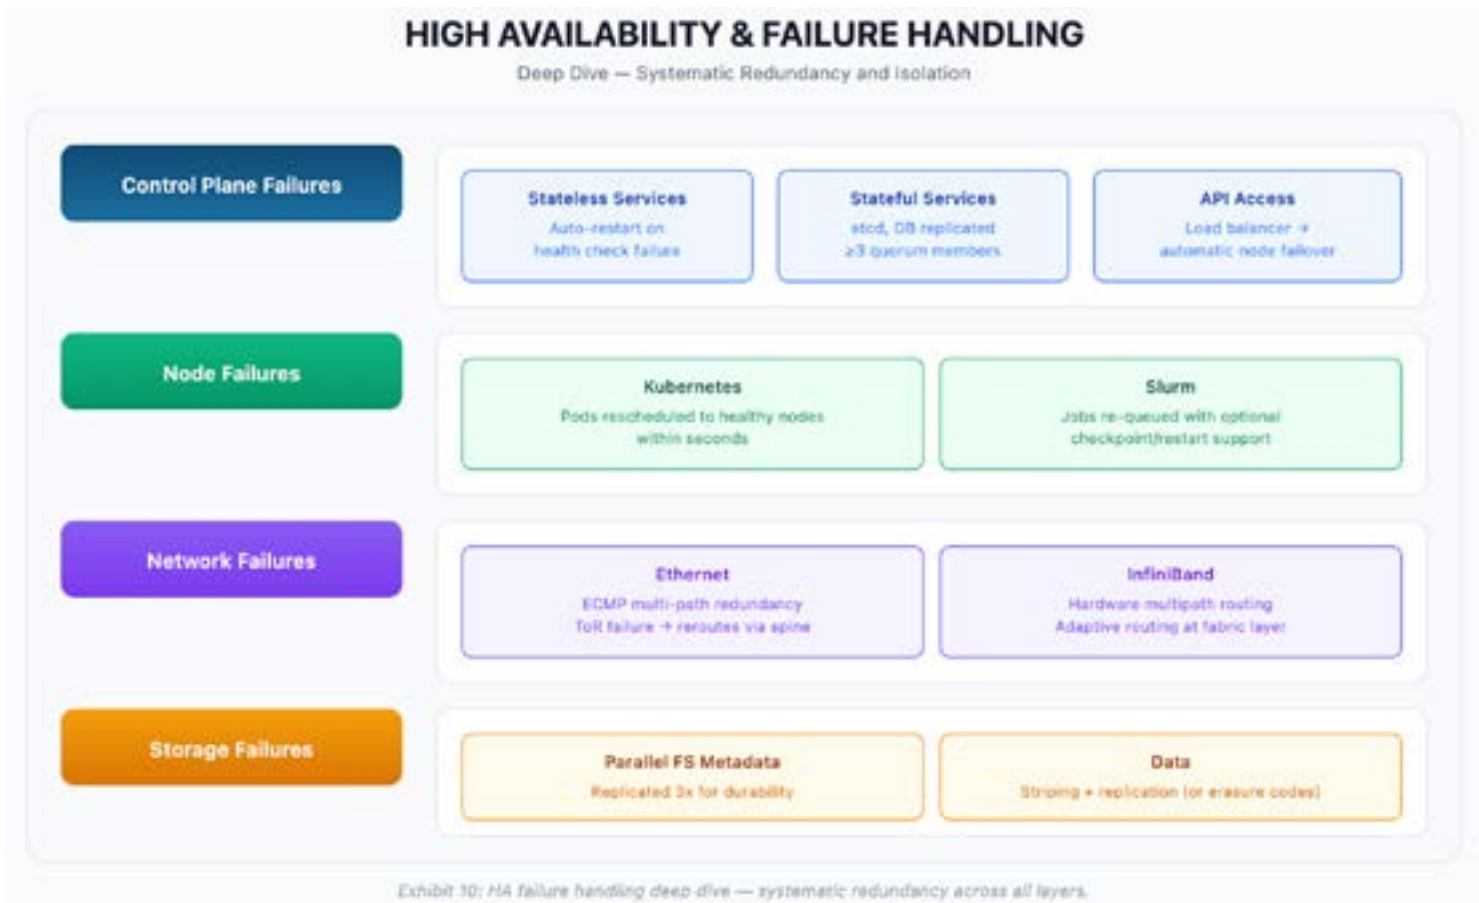 HIGH AVAILABILITY & FAILURE HANDLING
Deep Dive — Systematic Redundancy and Isolation
Control Plane Failures
Stateless Services
Auto-restart on
health check failure
Stateful Services
etcd, DB replicated
≥3 quorum members
API Access
Load balancer →
automatic node failover
Node Failures
Kubernetes
Pods rescheduled to healthy nodes
within seconds
Slurm
Jobs re-queued with optional
checkpoint/restart support
Network Failures
Ethernet
ECMP multi-path redundancy
ToR failure → reroutes via spine
InfiniBand
Hardware multipath routing
Adaptive routing at fabric layer
Storage Failures
Parallel FS Metadata
Replicated 3x for durability
Data
Striping + replication (or erasure codes)
Exhibit 10: HA failure handling deep dive — systematic redundancy across all layers.